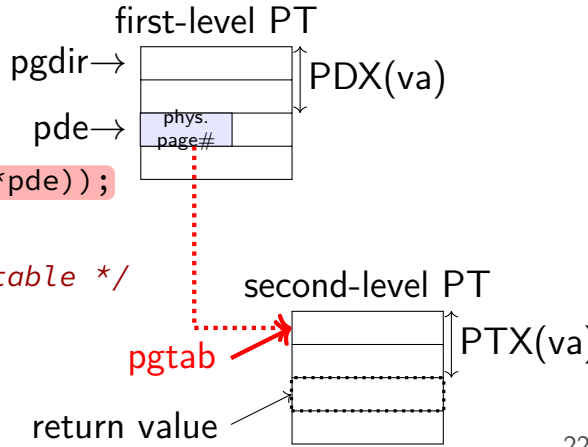 first-level PT
pgdir→
PDX(va)
pde→
phys.
page#
*pde));
table */
second-level PT
pgtab
PTX(va)
return value
22